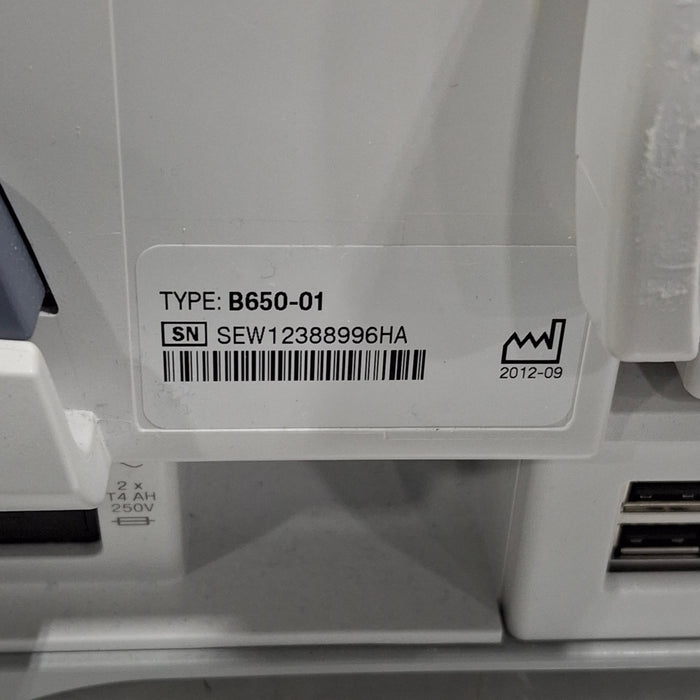 TYPE: B650-01
SN SEW12388996HA
2012-09
2 x
T4 AH
250V